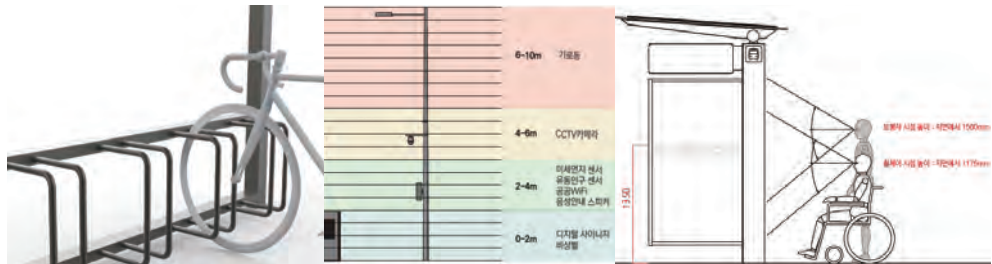 6~10m 가로등
4~6m CCTV카메라
2~4m
미세먼지 센서
유동인구 센서
공공WiFi
음성안내 스피커
0~2m
디지털 사이니지
비상벨
보행자 시점 높이 : 지면에서 1500mm
휠체어 시점 높이 : 지면에서 1175mm
1350